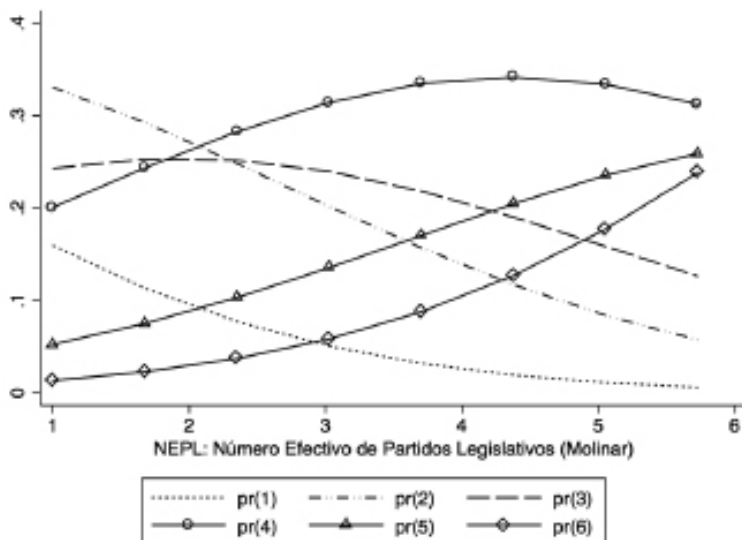 .4
.3
.2
.1
0
1 2 3 4 5 6
NEPL: Número Efectivo de Partidos Legislativos (Molinar)
pr(1) pr(2) pr(3)
pr(4) pr(5) pr(6)